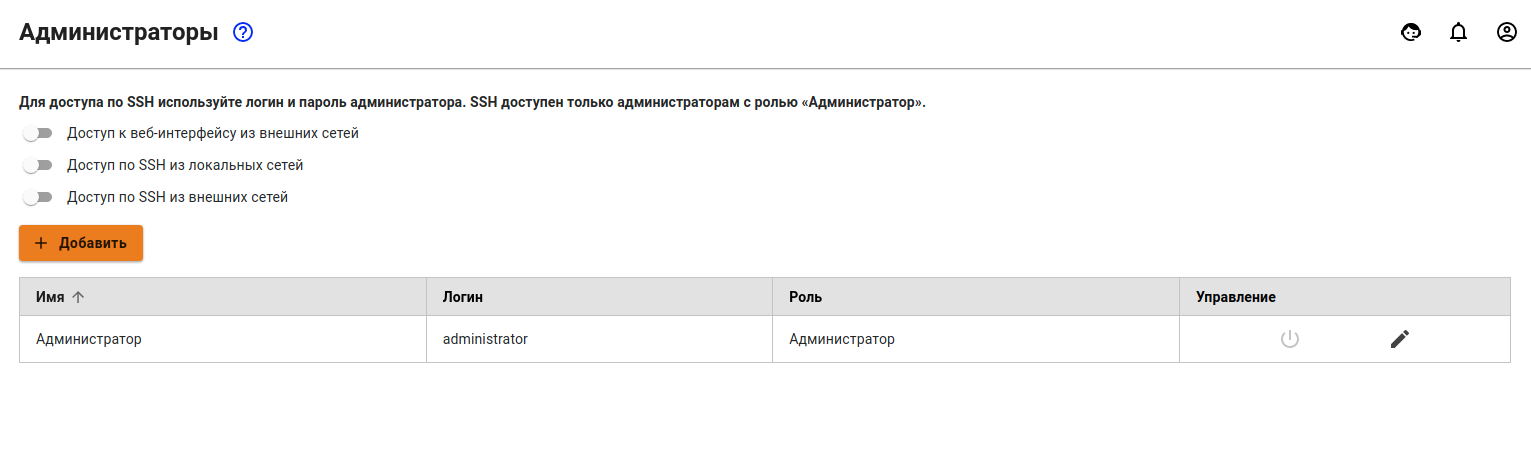 Администраторы
Для доступа по SSH используйте логин и пароль администратора. SSH доступен только администраторам с ролью «Администратор».
Доступ к веб-интерфейсу из внешних сетей
Доступ по SSH из локальных сетей
Доступ по SSH из внешних сетей
+ Добавить
Имя Логин Роль Управление
Администратор administrator Администратор